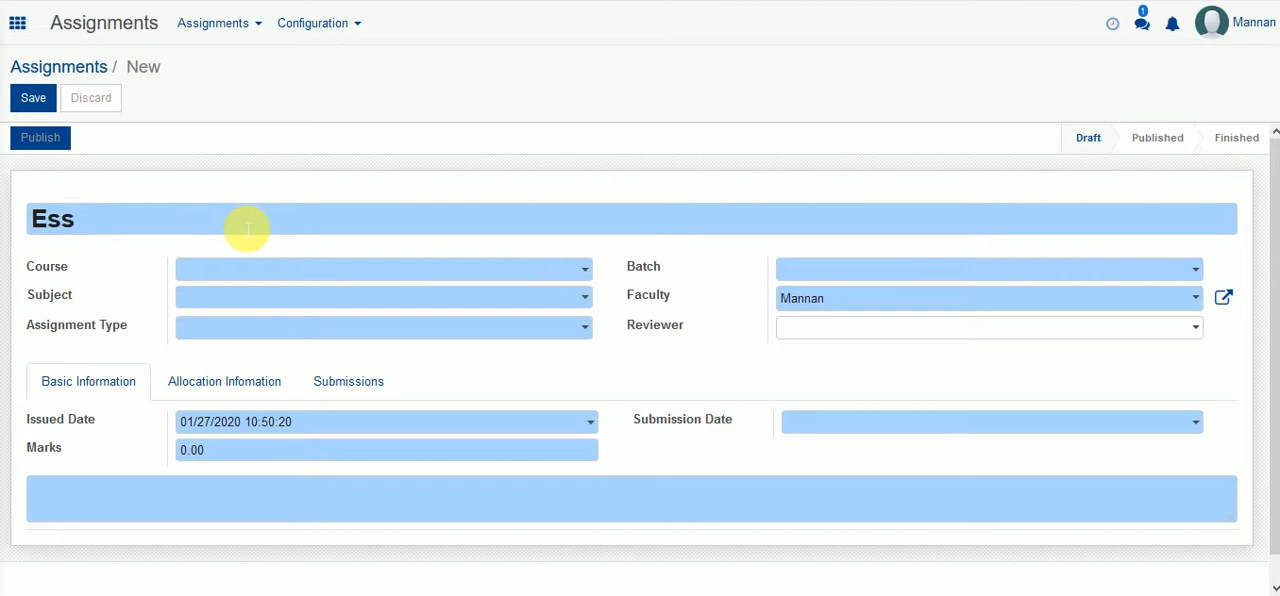 Assignments Assignments Configuration 1 Mannan
Assignments / New
Save Discard
Publish Draft Published Finished
Ess
Course Batch
Subject Faculty Mannan
Assignment Type Reviewer
Basic Information Allocation Infomation Submissions
Issued Date 01/27/2020 10:50:20 Submission Date
Marks 0.00